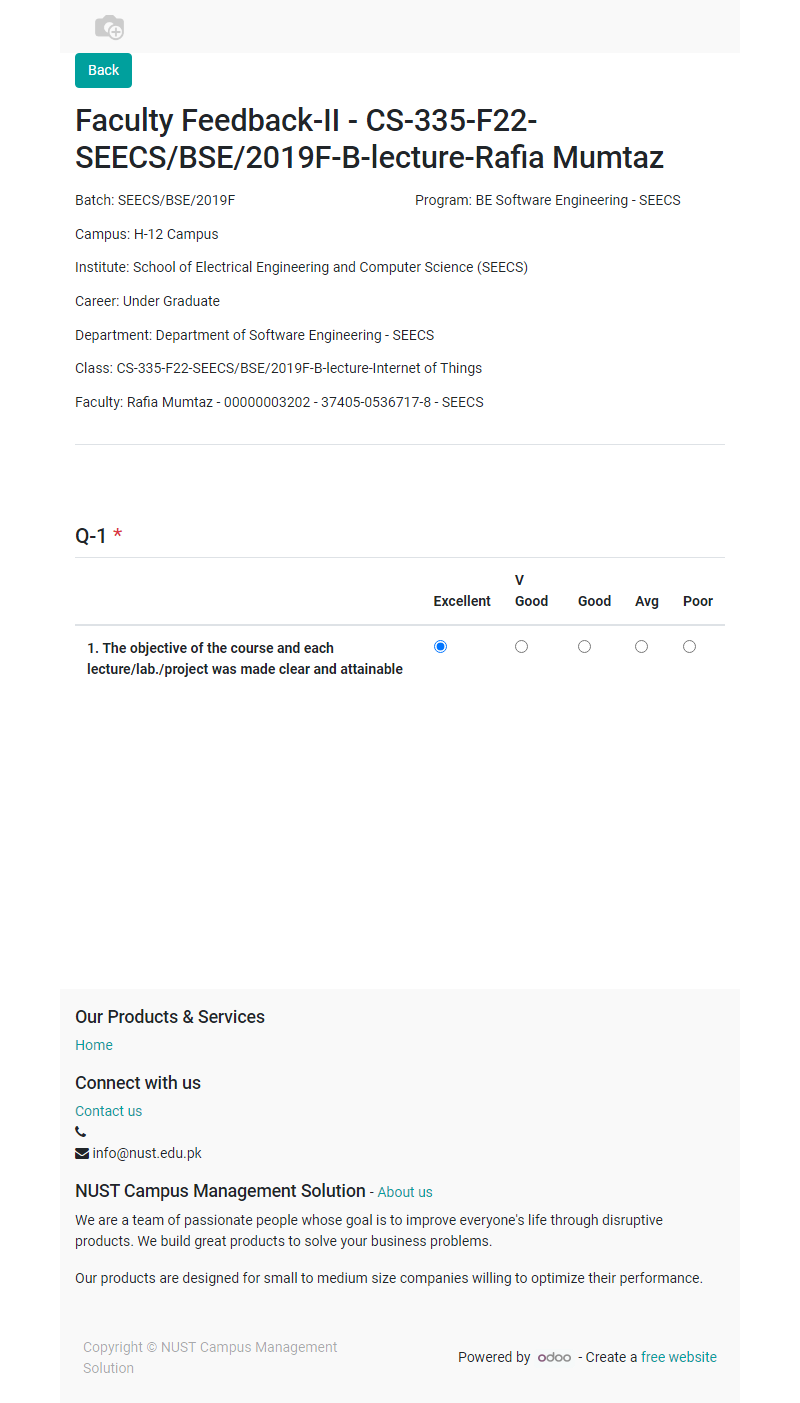 Back
Faculty Feedback-II - CS-335-F22-
SEECS/BSE/2019F-B-lecture-Rafia Mumtaz
Batch: SEECS/BSE/2019F Program: BE Software Engineering - SEECS
Campus: H-12 Campus
Institute: School of Electrical Engineering and Computer Science (SEECS)
Career: Under Graduate
Department: Department of Software Engineering - SEECS
Class: CS-335-F22-SEECS/BSE/2019F-B-lecture-Internet of Things
Faculty: Rafia Mumtaz - 00000003202 - 37405-0536717-8 - SEECS
Q-1 *
V
Excellent Good Good Avg Poor
1. The objective of the course and each
lecture/lab./project was made clear and attainable
Our Products & Services
Home
Connect with us
Contact us
info@nust.edu.pk
NUST Campus Management Solution - About us
We are a team of passionate people whose goal is to improve everyone's life through disruptive
products. We build great products to solve your business problems.
Our products are designed for small to medium size companies willing to optimize their performance.
Copyright © NUST Campus Management
Solution
Powered by odoo - Create a free website